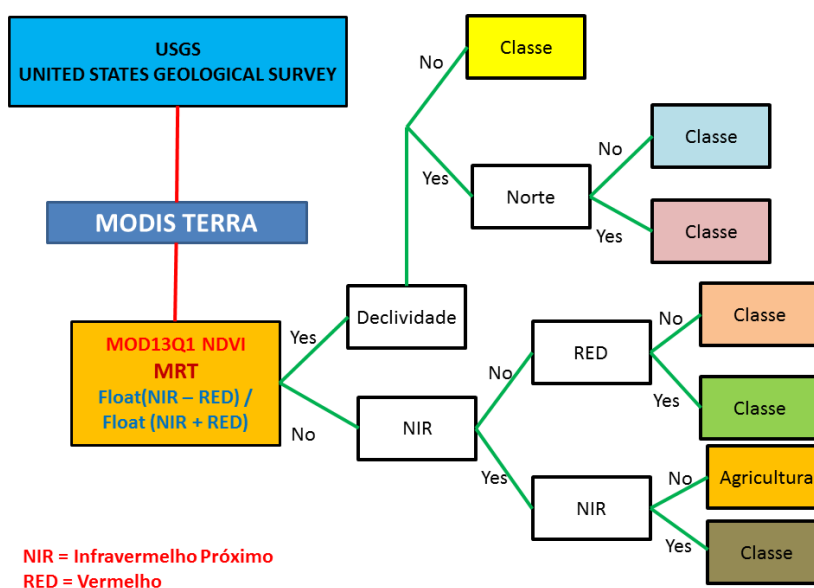 USGS
UNITED STATES GEOLOGICAL SURVEY
MODIS TERRA
MOD13Q1 NDVI
MRT
Float(NIR – RED) /
Float (NIR + RED)
Yes
No
Declividade
No
Yes
Classe
Norte
No
Yes
Classe
Classe
NIR
No
Yes
RED
No
Yes
Classe
Classe
NIR
No
Yes
Agricultura
Classe
NIR = Infravermelho Próximo
RED = Vermelho